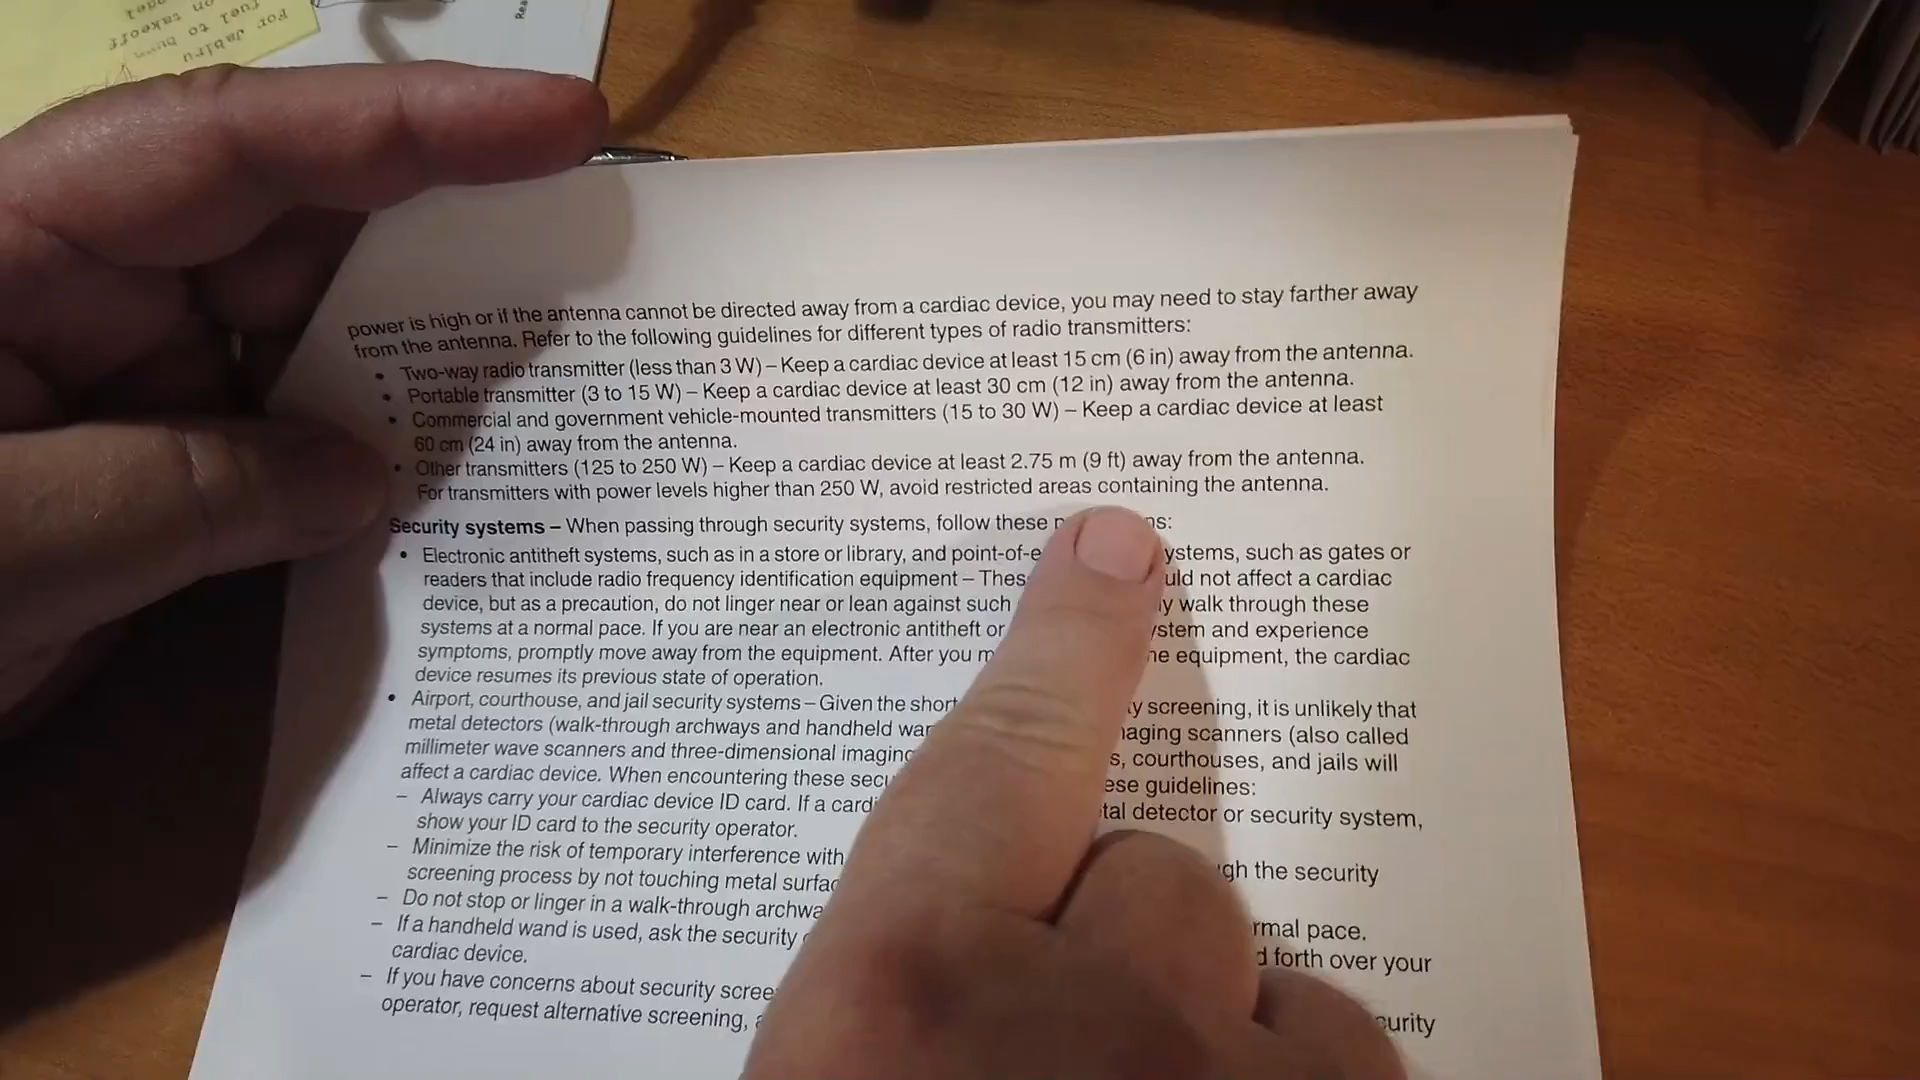 For Jabiru
fuel to burn
on takeoff
Rea
power is high or if the antenna cannot be directed away from a cardiac device, you may need to stay farther away
from the antenna. Refer to the following guidelines for different types of radio transmitters:
• Two-way radio transmitter (less than 3 W) – Keep a cardiac device at least 15 cm (6 in) away from the antenna.
• Portable transmitter (3 to 15 W) – Keep a cardiac device at least 30 cm (12 in) away from the antenna.
• Commercial and government vehicle-mounted transmitters (15 to 30 W) – Keep a cardiac device at least
60 cm (24 in) away from the antenna.
• Other transmitters (125 to 250 W) – Keep a cardiac device at least 2.75 m (9 ft) away from the antenna.
For transmitters with power levels higher than 250 W, avoid restricted areas containing the antenna.
Security systems – When passing through security systems, follow these p ns:
• Electronic antitheft systems, such as in a store or library, and point-of-e ystems, such as gates or
readers that include radio frequency identification equipment – Thes uld not affect a cardiac
device, but as a precaution, do not linger near or lean against such y walk through these
systems at a normal pace. If you are near an electronic antitheft or ystem and experience
symptoms, promptly move away from the equipment. After you m he equipment, the cardiac
device resumes its previous state of operation.
• Airport, courthouse, and jail security systems – Given the short ty screening, it is unlikely that
metal detectors (walk-through archways and handheld wan maging scanners (also called
millimeter wave scanners and three-dimensional imaging s, courthouses, and jails will
affect a cardiac device. When encountering these secu ese guidelines:
– Always carry your cardiac device ID card. If a cardi tal detector or security system,
show your ID card to the security operator.
– Minimize the risk of temporary interference with gh the security
screening process by not touching metal surfac
– Do not stop or linger in a walk-through archwa rmal pace.
– If a handheld wand is used, ask the security d forth over your
cardiac device.
– If you have concerns about security scree curity
operator, request alternative screening, a